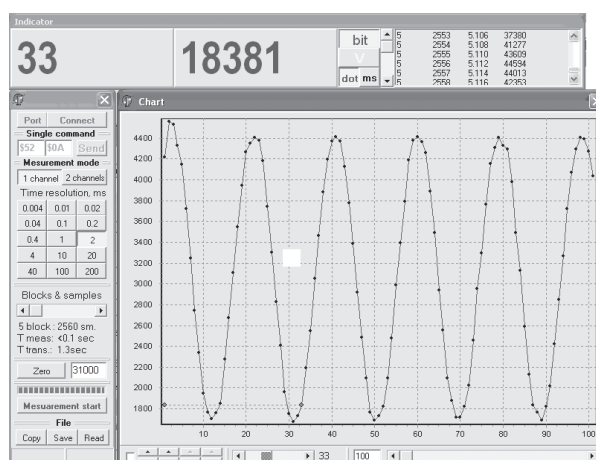 Indicator
33 18381 bit
V
dot ms
5 2553 5.106 37380
5 2554 5.108 41277
5 2555 5.110 43609
5 2556 5.112 44594
5 2557 5.114 44013
5 2558 5.116 42353
Port Connect
Single command
$52 $0A Send
Mesurement mode
1 channel 2 channels
Time resolution, ms
0.004 0.01 0.02
0.04 0.1 0.2
0.4 1 2
4 10 20
40 100 200
Blocks & samples
5 block.: 2560 sm.
T meas: <0.1 sec
T trans.: 1.3sec
Zero 31000
Mesuarement start
File
Copy Save Read
Chart
4400
4200
4000
3800
3600
3400
3200
3000
2800
2600
2400
2200
2000
1800
10 20 30 40 50 60 70 80 90 100
33 100